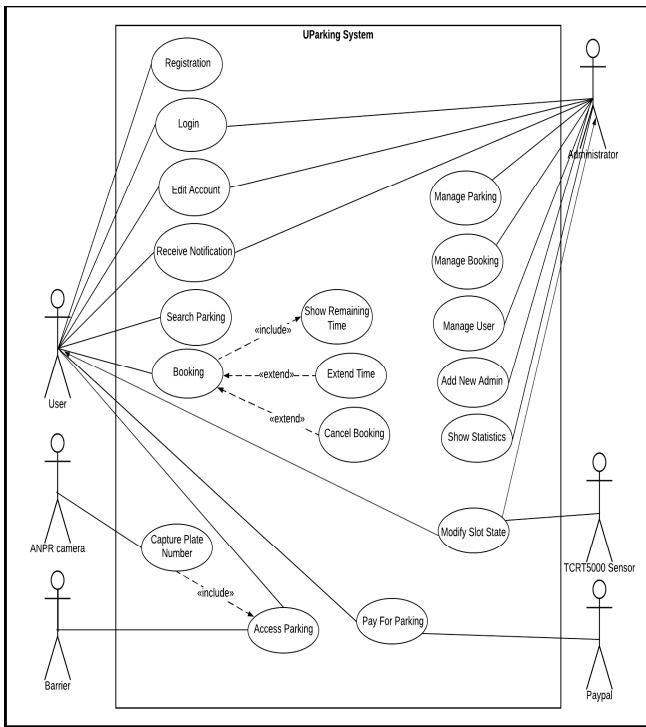 UParking System
Registration
Login
Administrator
Edit Account
Manage Parking
Receive Notification
Manage Booking
Search Parking
Show Remaining
Time
«include»
Manage User
Booking
«extend»
Extend Time
Add New Admin
User
«extend»
Cancel Booking
Show Statistics
Modify Slot State
ANPR camera
Capture Plate
Number
TCRT5000 Sensor
«include»
Access Parking
Pay For Parking
Barrier
Paypal